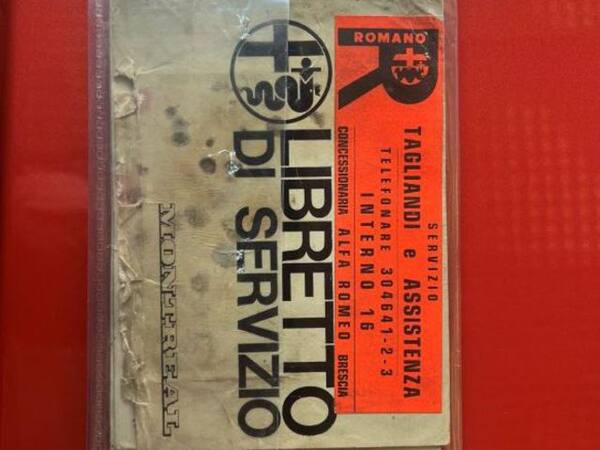 ROMANO
SERVIZIO
TAGLIANDI e ASSISTENZA
TELEFONARE 304641-2-3
INTERNO 16
CONCESSIONARIA ALFA ROMEO BRESCIA
LIBRETTO
DI SERVIZIO
MONTREAL